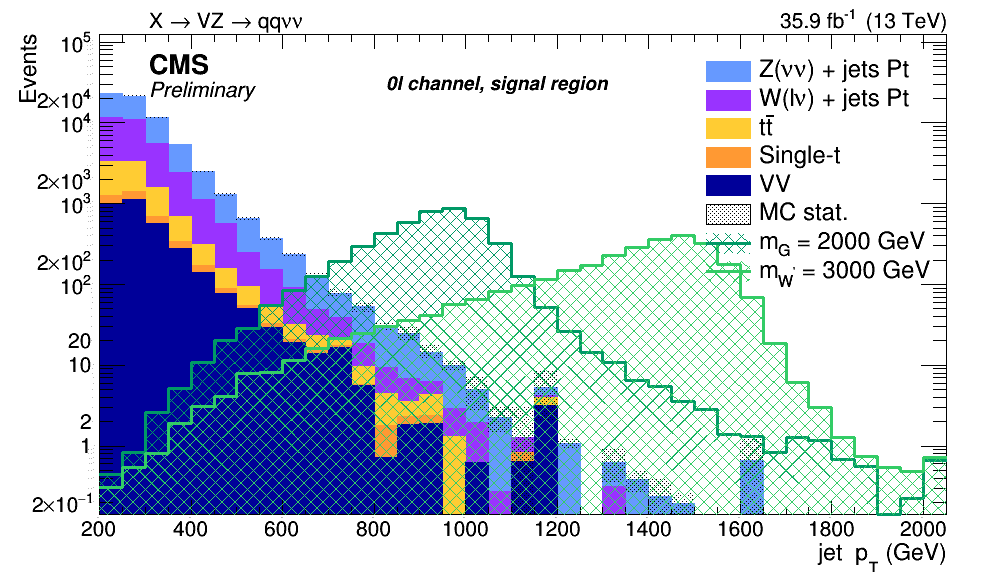 X → VZ → qqνν
35.9 fb⁻¹ (13 TeV)
Events
CMS
Preliminary
0l channel, signal region
Z(νν) + jets Pt
W(lν) + jets Pt
tt̄
Single-t
VV
MC stat.
m_G = 2000 GeV
m_W' = 3000 GeV
10⁵
2×10⁴
10⁴
2×10³
10³
2×10²
10²
20
10
2
1
2×10⁻¹
200 400 600 800 1000 1200 1400 1600 1800 2000
jet p_T (GeV)